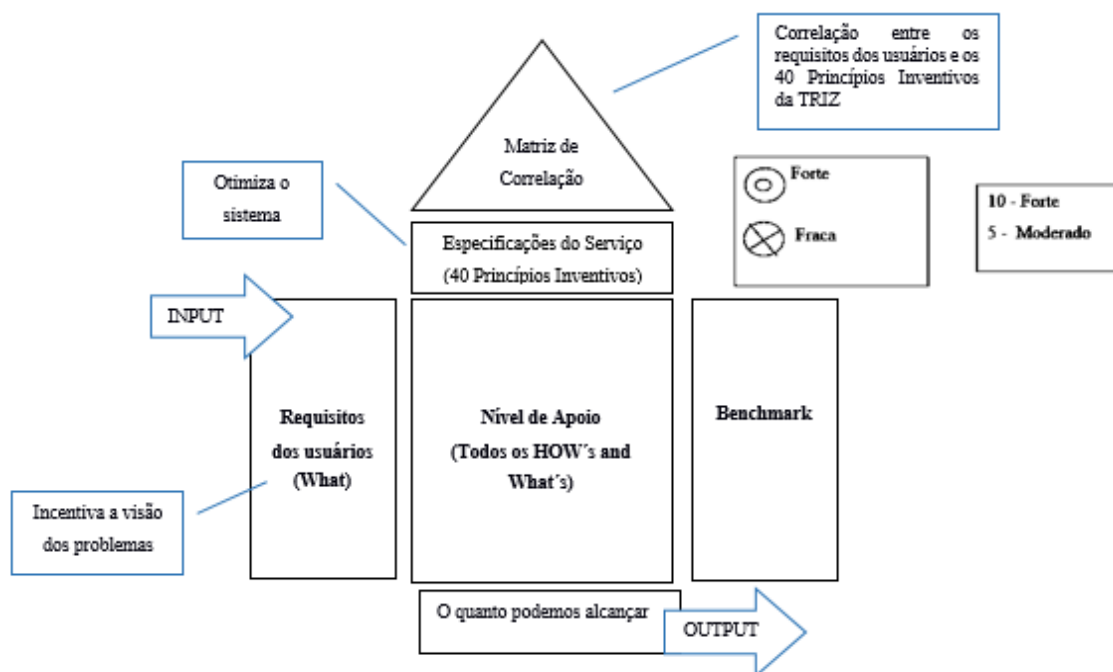 Correlação entre os
requisitos dos usuários e os
40 Princípios Inventivos
da TRIZ
Matriz de
Correlação
Forte
Fraca
10 - Forte
5 - Moderado
Otimiza o
sistema
Especificações do Serviço
(40 Princípios Inventivos)
INPUT
Requisitos
dos usuários
(What)
Nível de Apoio
(Todos os HOW´s and
What´s)
Benchmark
Incentiva a visão
dos problemas
O quanto podemos alcançar
OUTPUT